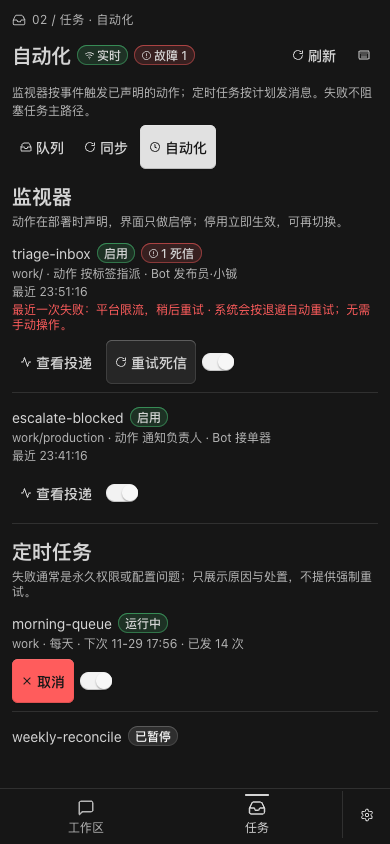 02 / 任务 · 自动化
自动化 实时 故障 1 刷新
监视器按事件触发已声明的动作；定时任务按计划发消息。失败不阻
塞任务主路径。
队列 同步 自动化
监视器
动作在部署时声明，界面只做启停；停用立即生效，可再切换。
triage-inbox 启用 1 死信
work/ · 动作 按标签指派 · Bot 发布员·小钺
最近 23:51:16
最近一次失败：平台限流，稍后重试 · 系统会按退避自动重试；无需
手动操作。
查看投递 重试死信
escalate-blocked 启用
work/production · 动作 通知负责人 · Bot 接单器
最近 23:41:16
查看投递
定时任务
失败通常是永久权限或配置问题；只展示原因与处置，不提供强制重
试。
morning-queue 运行中
work · 每天 · 下次 11-29 17:56 · 已发 14 次
取消
weekly-reconcile 已暂停
工作区 任务